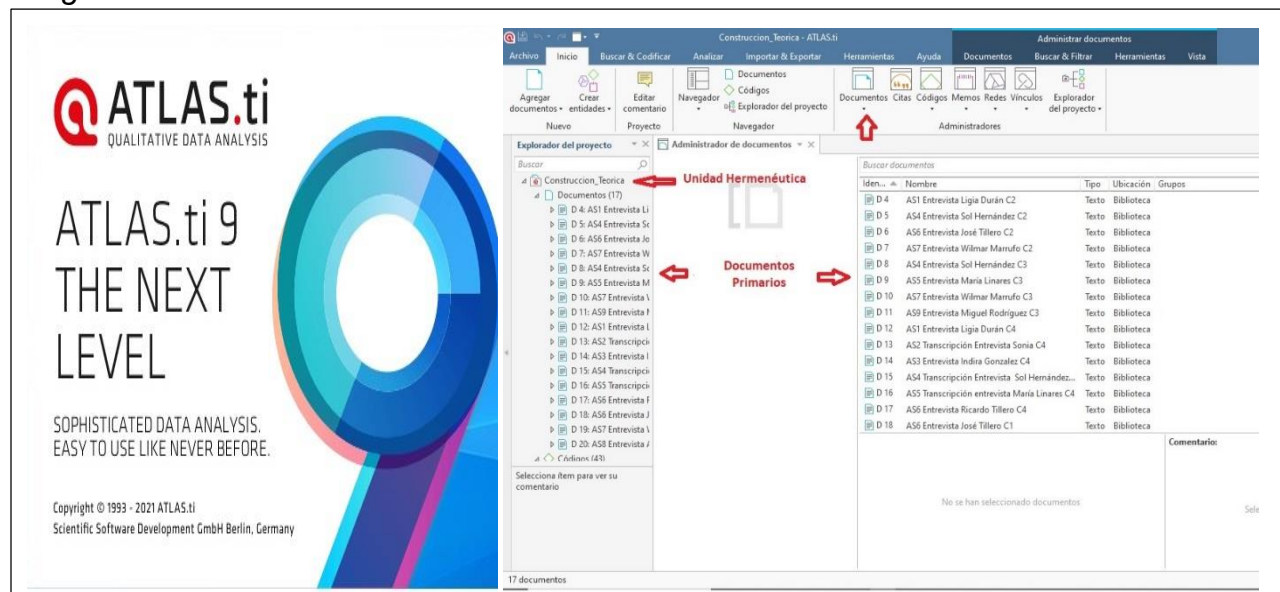 ATLAS.ti
QUALITATIVE DATA ANALYSIS
ATLAS.ti 9
THE NEXT
LEVEL
SOPHISTICATED DATA ANALYSIS.
EASY TO USE LIKE NEVER BEFORE.
Copyright © 1993 - 2021 ATLAS.ti
Scientific Software Development GmbH Berlin, Germany
Construccion_Teorica - ATLAS.ti
Administrar documentos
Archivo Inicio Buscar & Codificar Analizar Importar & Exportar Herramientas Ayuda Documentos Buscar & Filtrar Herramientas Vista
Agregar documentos Crear entidades Editar comentario Navegador Documentos Códigos Explorador del proyecto Documentos Citas Códigos Memos Redes Vínculos Explorador del proyecto
Nuevo Proyecto Navegador Administradores
Explorador del proyecto
Administrador de documentos
Buscar
Construccion_Teorica
Unidad Hermenéutica
Documentos (17)
D 4: AS1 Entrevista Li
D 5: AS4 Entrevista Sc
D 6: AS6 Entrevista Jo
D 7: AS7 Entrevista W
D 8: AS4 Entrevista Sc
D 9: AS5 Entrevista M
D 10: AS7 Entrevista
D 11: AS9 Entrevista
D 12: AS1 Entrevista
D 13: AS2 Transcripci
D 14: AS3 Entrevista
D 15: AS4 Transcripci
D 16: AS5 Transcripci
D 17: AS6 Entrevista
D 18: AS6 Entrevista
D 19: AS7 Entrevista
D 20: AS8 Entrevista
Códigos (43)
Selecciona ítem para ver su
comentario
Documentos
Primarios
Buscar documentos
Iden... Nombre Tipo Ubicación Grupos
D 4 AS1 Entrevista Ligia Durán C2 Texto Biblioteca
D 5 AS4 Entrevista Sol Hernández C2 Texto Biblioteca
D 6 AS6 Entrevista José Tillero C2 Texto Biblioteca
D 7 AS7 Entrevista Wilmar Marrufo C2 Texto Biblioteca
D 8 AS4 Entrevista Sol Hernández C3 Texto Biblioteca
D 9 AS5 Entrevista María Linares C3 Texto Biblioteca
D 10 AS7 Entrevista Wilmar Marrufo C3 Texto Biblioteca
D 11 AS9 Entrevista Miguel Rodríguez C3 Texto Biblioteca
D 12 AS1 Entrevista Ligia Durán C4 Texto Biblioteca
D 13 AS2 Transcripción Entrevista Sonia C4 Texto Biblioteca
D 14 AS3 Entrevista Indira Gonzalez C4 Texto Biblioteca
D 15 AS4 Transcripción Entrevista Sol Hernández... Texto Biblioteca
D 16 AS5 Transcripción entrevista María Linares C4 Texto Biblioteca
D 17 AS6 Entrevista Ricardo Tillero C4 Texto Biblioteca
D 18 AS6 Entrevista José Tillero C1 Texto Biblioteca
Comentario:
No se han seleccionado documentos
Sele
17 documentos